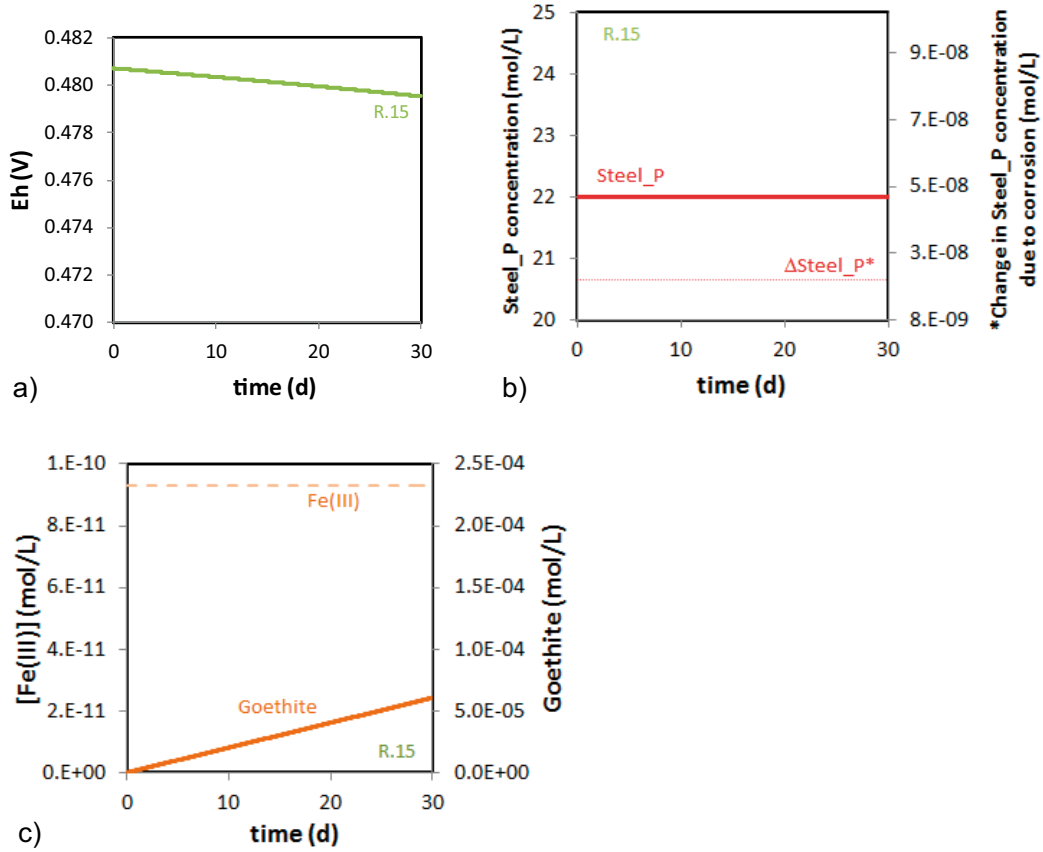 Eh (V)
0.482
0.480
0.478
0.476
0.474
0.472
0.470
R.15
0
10
20
30
time (d)
a)
Steel_P concentration (mol/L)
25
24
23
22
21
20
R.15
Steel_P
ΔSteel_P*
9.E-08
7.E-08
5.E-08
3.E-08
8.E-09
*Change in Steel_P concentration
due to corrosion (mol/L)
0
10
20
30
time (d)
b)
[Fe(III)] (mol/L)
1.E-10
8.E-11
6.E-11
4.E-11
2.E-11
0.E+00
Fe(III)
Goethite
R.15
2.5E-04
2.0E-04
1.5E-04
1.0E-04
5.0E-05
0.0E+00
Goethite (mol/L)
0
10
20
30
time (d)
c)